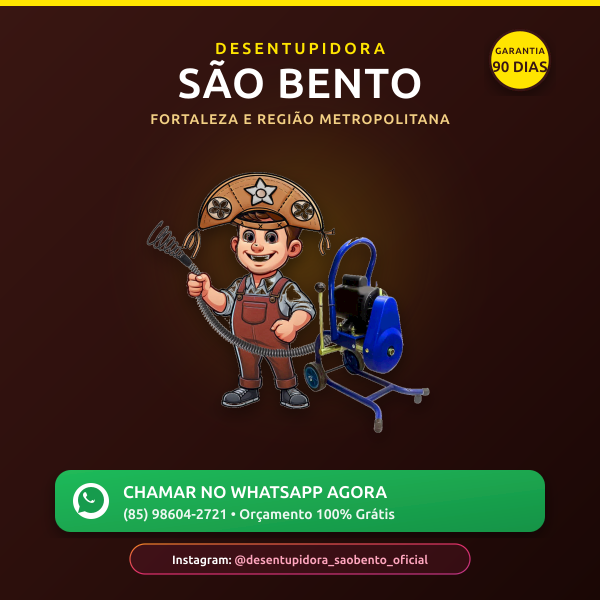 DESENTUPIDORA
SÃO BENTO
FORTALEZA E REGIÃO METROPOLITANA
GARANTIA
90 DIAS
CHAMAR NO WHATSAPP AGORA
(85) 98604-2721 • Orçamento 100% Grátis
Instagram: @desentupidora_saobento_oficial